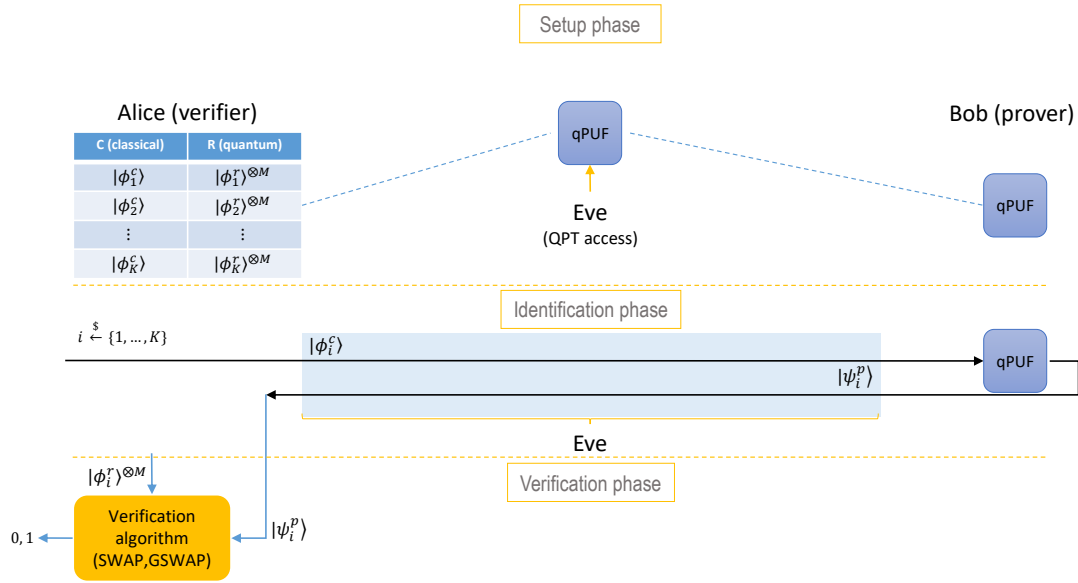 Setup phase
Alice (verifier)
Bob (prover)
qPUF
C (classical) R (quantum)
|ϕ₁ᶜ⟩ |ϕ₁ʳ⟩⊗ᴹ
|ϕ₂ᶜ⟩ |ϕ₂ʳ⟩⊗ᴹ
⋮ ⋮
|ϕ_Kᶜ⟩ |ϕ_Kʳ⟩⊗ᴹ
Eve
(QPT access)
qPUF
Identification phase
i $← {1, … , K}
|ϕᵢᶜ⟩
qPUF
|ψᵢᵖ⟩
Eve
Verification phase
|ϕᵢʳ⟩⊗ᴹ
Verification
algorithm
(SWAP,GSWAP)
|ψᵢᵖ⟩
0, 1